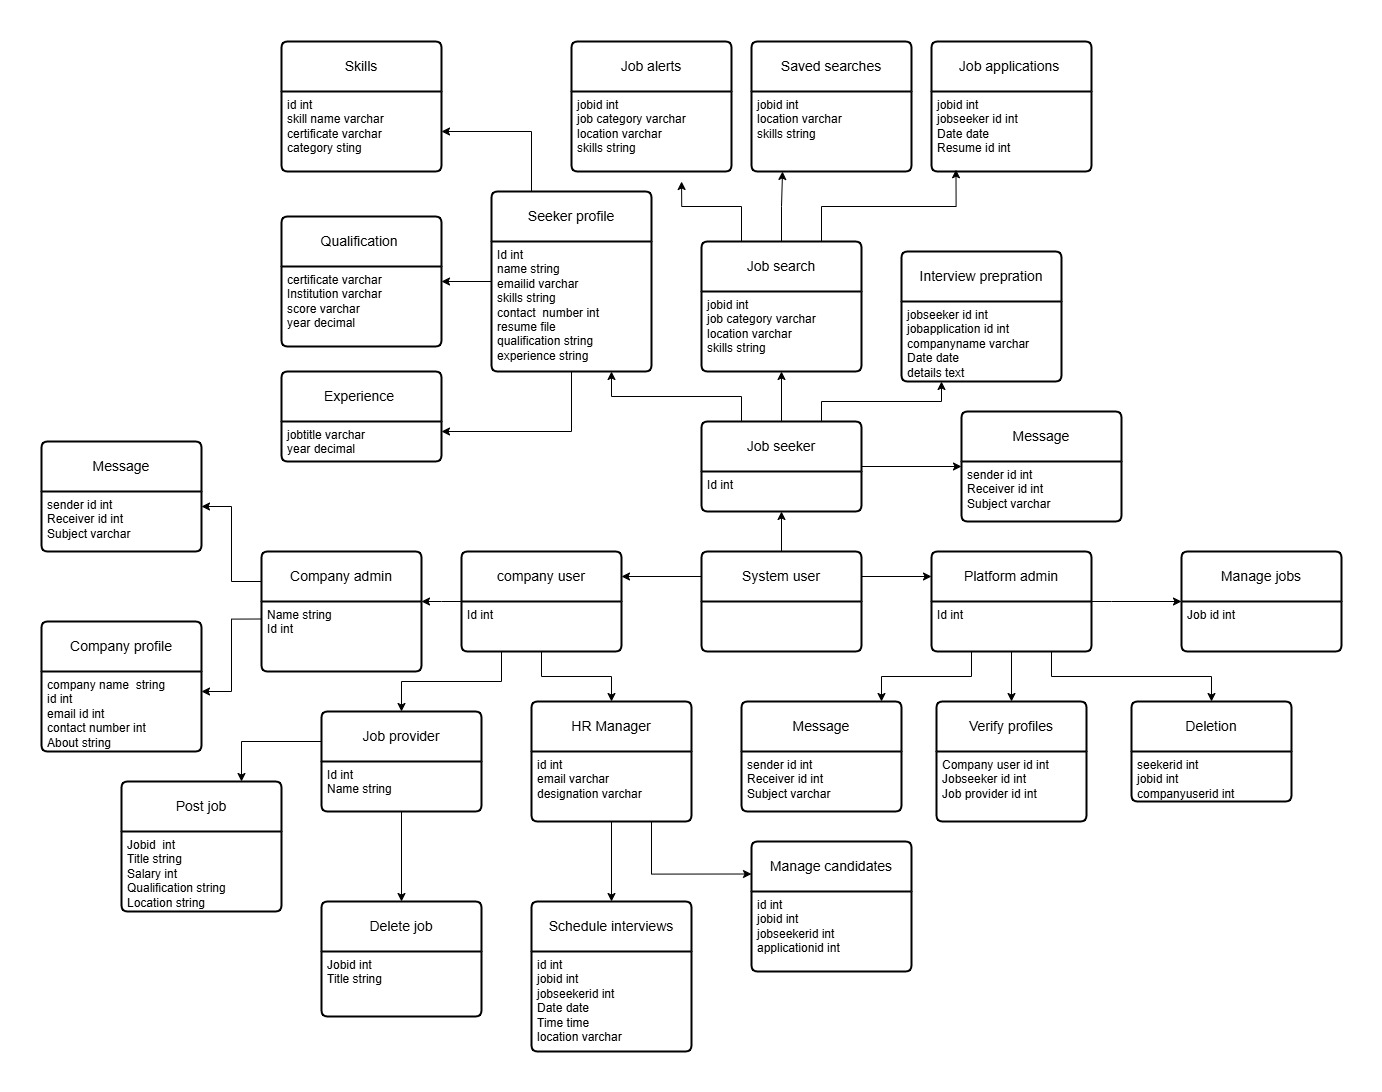 Skills
id int
skill name varchar
certificate varchar
category sting
Job alerts
jobid int
job category varchar
location varchar
skills string
Saved searches
jobid int
location varchar
skills string
Job applications
jobid int
jobseeker id int
Date date
Resume id int
Seeker profile
Id int
name string
emailid varchar
skills string
contact  number int
resume file
qualification string
experience string
Qualification
certificate varchar
Institution varchar
score varchar
year decimal
Job search
jobid int
job category varchar
location varchar
skills string
Interview prepration
jobseeker id int
jobapplication id int
companyname varchar
Date date
details text
Experience
jobtitle varchar
year decimal
Job seeker
Id int
Message
sender id int
Receiver id int
Subject varchar
Message
sender id int
Receiver id int
Subject varchar
Company admin
Name string
Id int
company user
Id int
System user
Platform admin
Id int
Manage jobs
Job id int
Company profile
company name  string
id int
email id int
contact number int
About string
Job provider
Id int
Name string
HR Manager
id int
email varchar
designation varchar
Message
sender id int
Receiver id int
Subject varchar
Verify profiles
Company user id int
Jobseeker id int
Job provider id int
Deletion
seekerid int
jobid int
companyuserid int
Post job
Jobid  int
Title string
Salary int
Qualification string
Location string
Manage candidates
id int
jobid int
jobseekerid int
applicationid int
Delete job
Jobid int
Title string
Schedule interviews
id int
jobid int
jobseekerid int
Date date
Time time
location varchar